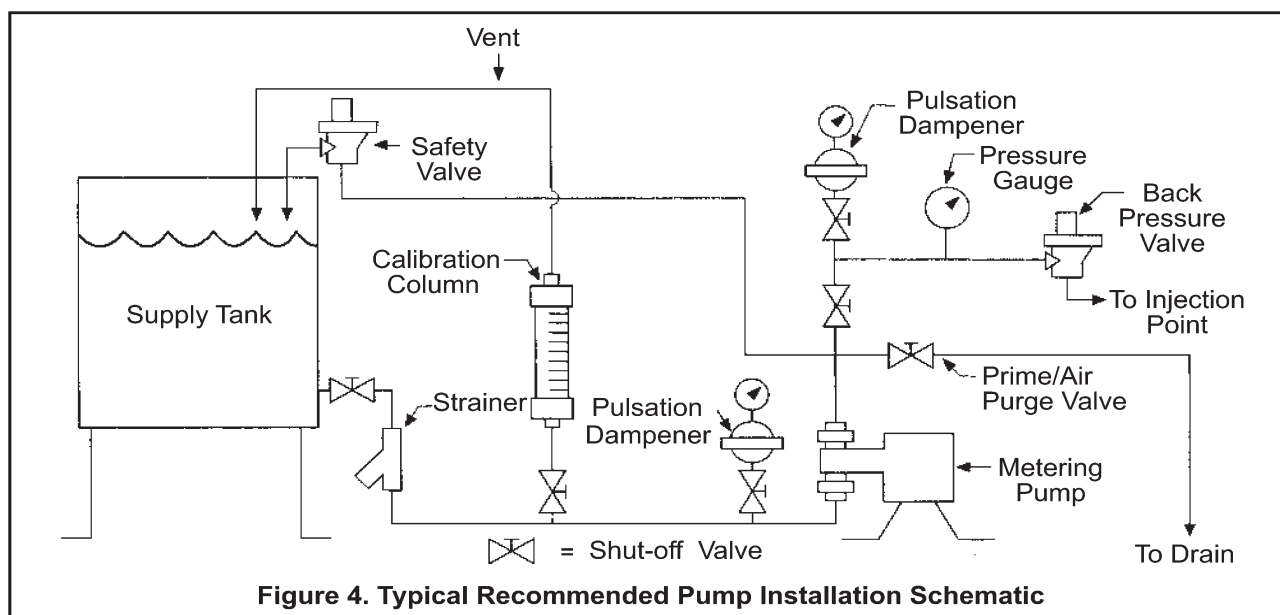 Vent
Pulsation
Dampener
Safety
Valve
Pressure
Gauge
Back
Pressure
Valve
Calibration
Column
Supply Tank
To Injection
Point
Prime/Air
Purge Valve
Strainer
Pulsation
Dampener
Metering
Pump
= Shut-off Valve
To Drain
Figure 4. Typical Recommended Pump Installation Schematic